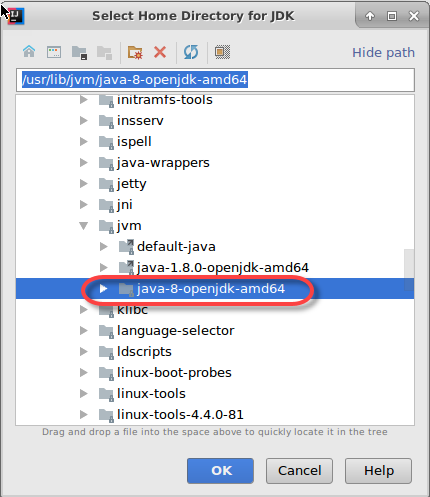 Select Home Directory for JDK
Hide path
/usr/lib/jvm/java-8-openjdk-amd64
initramfs-tools
insserv
ispell
java-wrappers
jetty
jni
jvm
default-java
java-1.8.0-openjdk-amd64
java-8-openjdk-amd64
klibc
language-selector
ldscripts
linux-boot-probes
linux-tools
linux-tools-4.4.0-81
Drag and drop a file into the space above to quickly locate it in the tree
OK
Cancel
Help